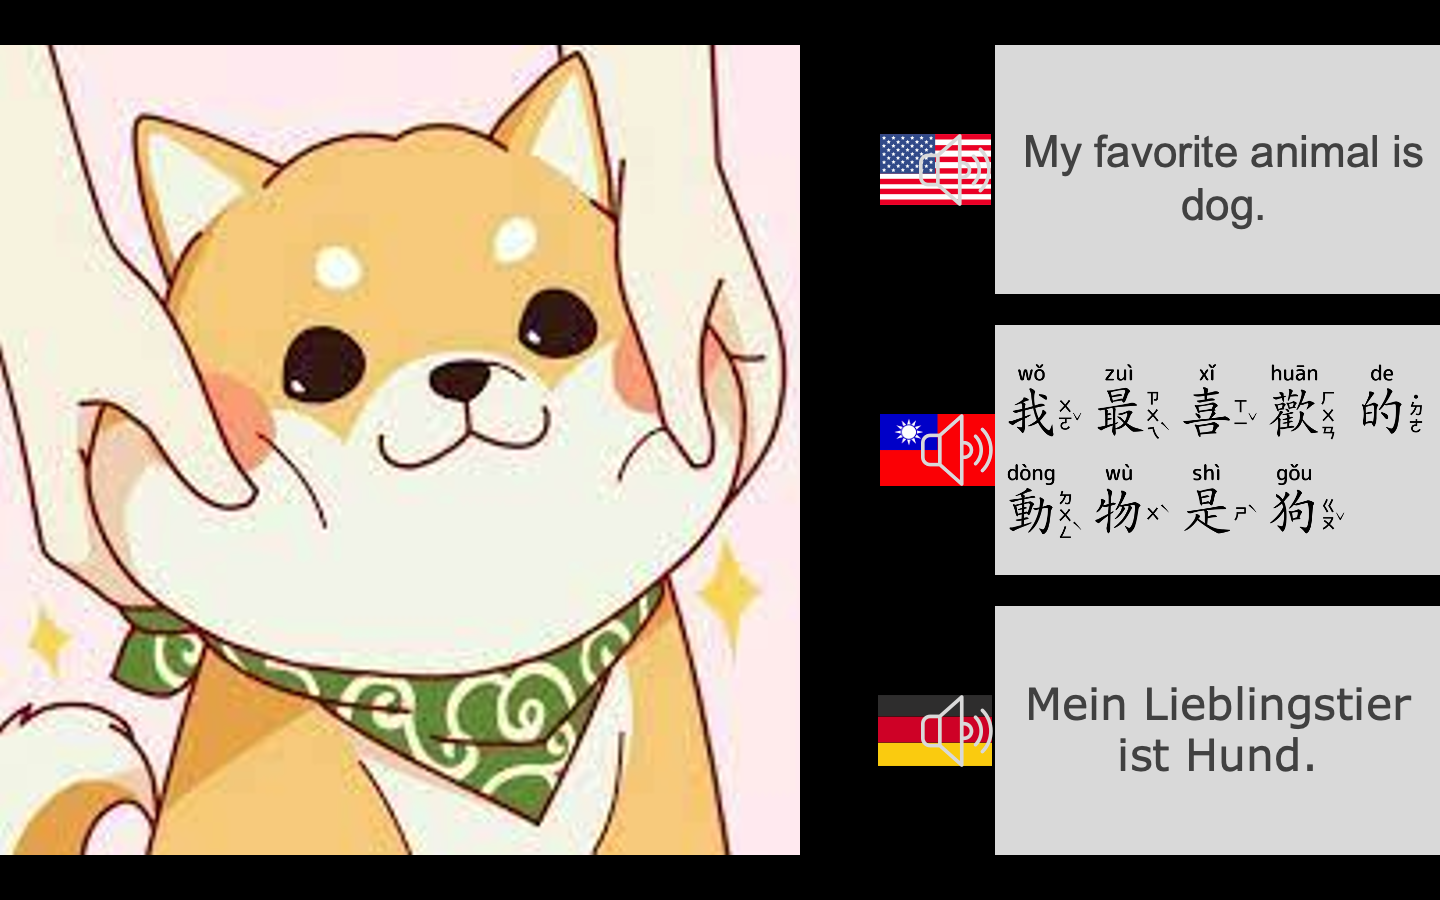 My favorite animal is
dog.
wǒ zuì xǐ huān de
我ㄨㄛˇ 最ㄗㄨㄟˋ 喜ㄒㄧˇ 歡ㄏㄨㄢ 的˙ㄉㄜ
dòng wù shì gǒu
動ㄉㄨㄥˋ 物ㄨˋ 是ㄕˋ 狗ㄍㄡˇ
Mein Lieblingstier
ist Hund.